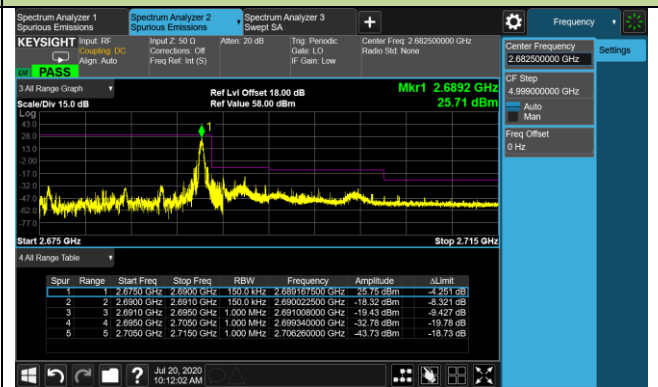 Spectrum Analyzer 1
Spurious Emissions
Spectrum Analyzer 2
Spurious Emissions
Spectrum Analyzer 3
Swept SA
+
Frequency
KEYSIGHT
Input: RF
Coupling: DC
Align: Auto
Input Z: 50 Ω
Corrections: Off
Freq Ref: Int (S)
Atten: 20 dB
Trig: Periodic
Gate: LO
IF Gain: Low
Center Freq: 2.682500000 GHz
Radio Std: None
LW PASS
Center Frequency
2.682500000 GHz
Settings
CF Step
4.999000000 GHz
Auto
Man
Freq Offset
0 Hz
3 All Range Graph
Scale/Div 15.0 dB
Ref Lvl Offset 18.00 dB
Ref Value 58.00 dBm
Mkr1 2.6892 GHz
25.71 dBm
Log
43.0
28.0
13.0
-2.00
-17.0
-32.0
-47.0
-62.0
-77.0
1
Start 2.675 GHz
Stop 2.715 GHz
4 All Range Table
Spur Range Start Freq Stop Freq RBW Frequency Amplitude ΔLimit
1 1 2.6750 GHz 2.6900 GHz 150.0 kHz 2.689167500 GHz 25.75 dBm -4.251 dB
2 2 2.6900 GHz 2.6910 GHz 150.0 kHz 2.690022500 GHz -18.32 dBm -8.321 dB
3 3 2.6910 GHz 2.6950 GHz 1.000 MHz 2.691008000 GHz -19.43 dBm -9.427 dB
4 4 2.6950 GHz 2.7050 GHz 1.000 MHz 2.699340000 GHz -32.78 dBm -19.78 dB
5 5 2.7050 GHz 2.7150 GHz 1.000 MHz 2.706260000 GHz -43.73 dBm -18.73 dB
?
Jul 20, 2020
10:12:02 AM